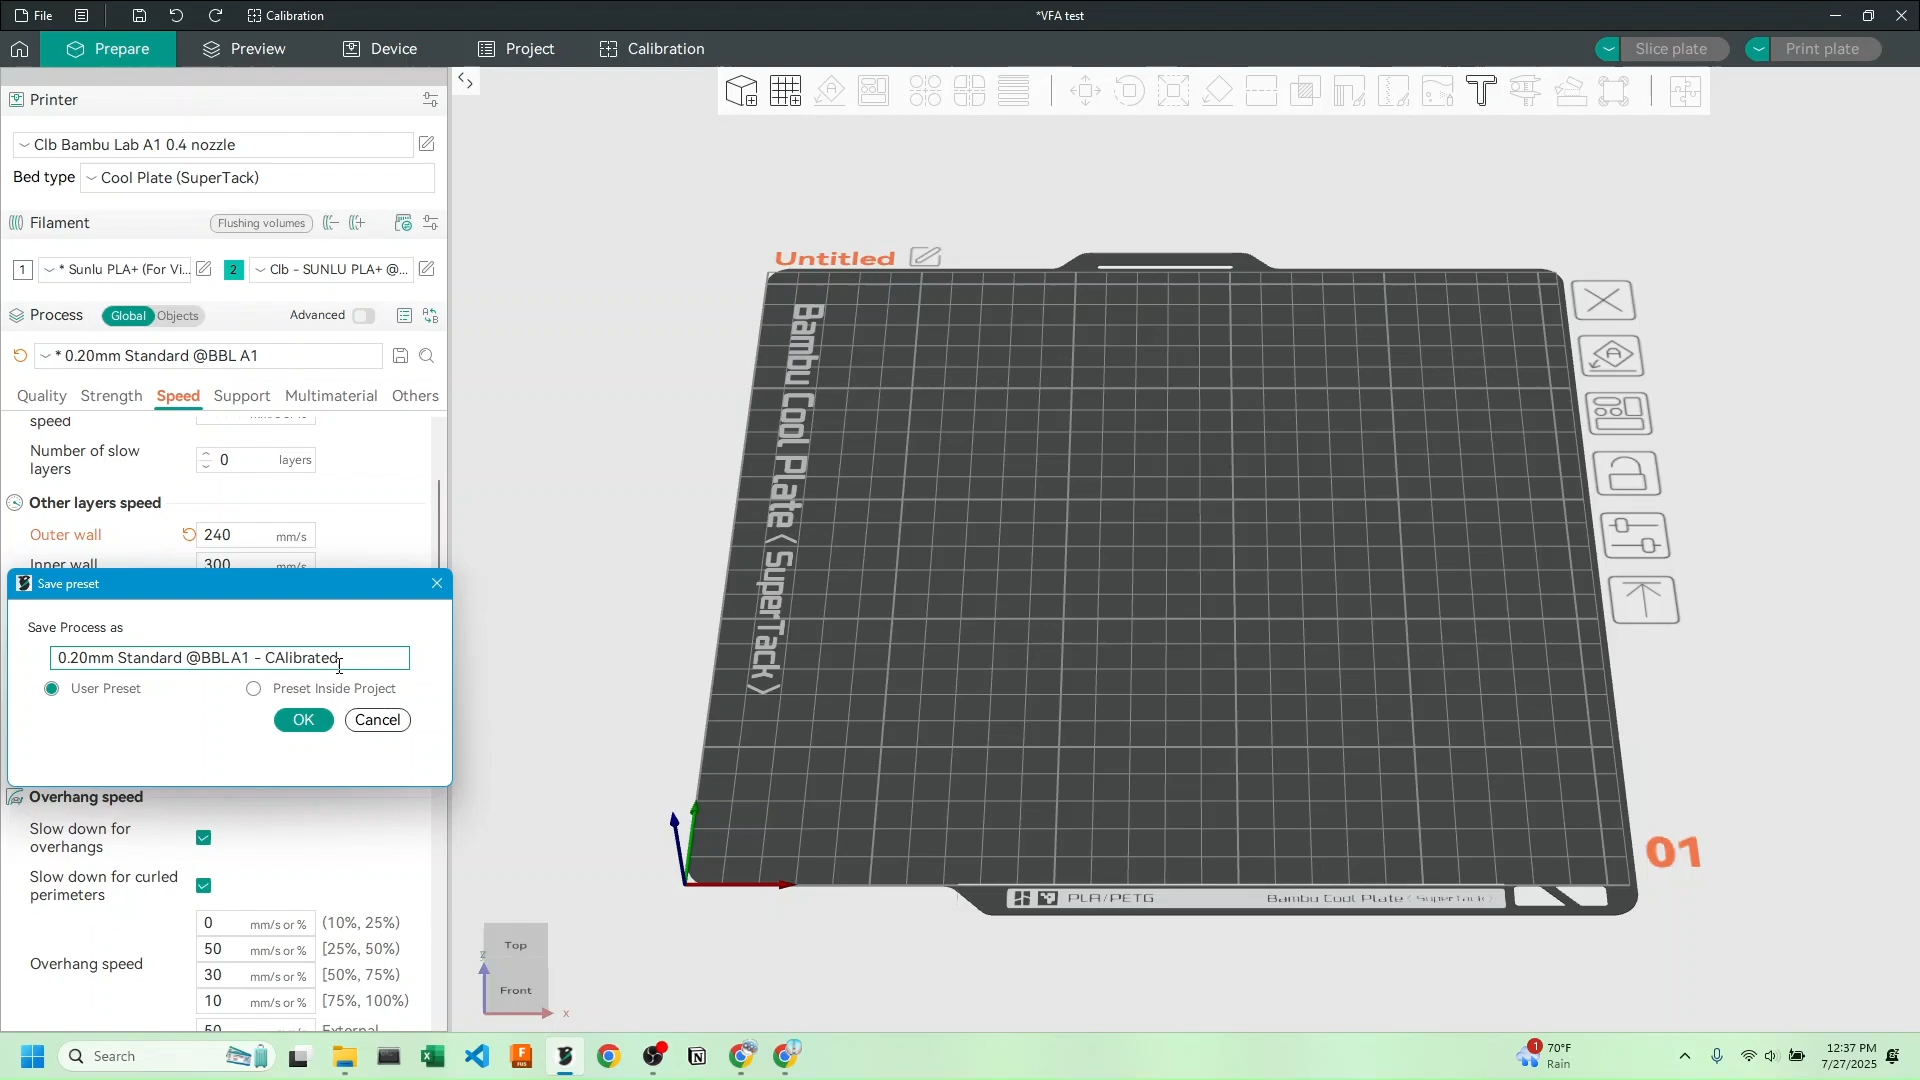 File
Calibration
*VFA test
Prepare
Preview
Device
Project
Calibration
Slice plate
Print plate
Printer
Clb Bambu Lab A1 0.4 nozzle
Bed type
Cool Plate (SuperTack)
Filament
Flushing volumes
1
* Sunlu PLA+ (For Vi...
2
Clb - SUNLU PLA+ @...
Process
Global
Objects
Advanced
* 0.20mm Standard @BBL A1
Quality
Strength
Speed
Support
Multimaterial
Others
speed
Number of slow
layers
0
layers
Other layers speed
Outer wall
240
mm/s
Inner wall
300
mm/s
Save preset
Save Process as
0.20mm Standard @BBL A1 - CAlibrated
User Preset
Preset Inside Project
OK
Cancel
Overhang speed
Slow down for
overhangs
Slow down for curled
perimeters
Overhang speed
0 mm/s or % (10%, 25%)
50 mm/s or % [25%, 50%)
30 mm/s or % [50%, 75%)
10 mm/s or % [75%, 100%)
50
External
Untitled
Bambu Cool Plate <SuperTack>
01
PLA/PETG
Bambu Cool Plate <SuperTack>
Top
Front
z
x
Search
1
70°F
Rain
12:37 PM
7/27/2025